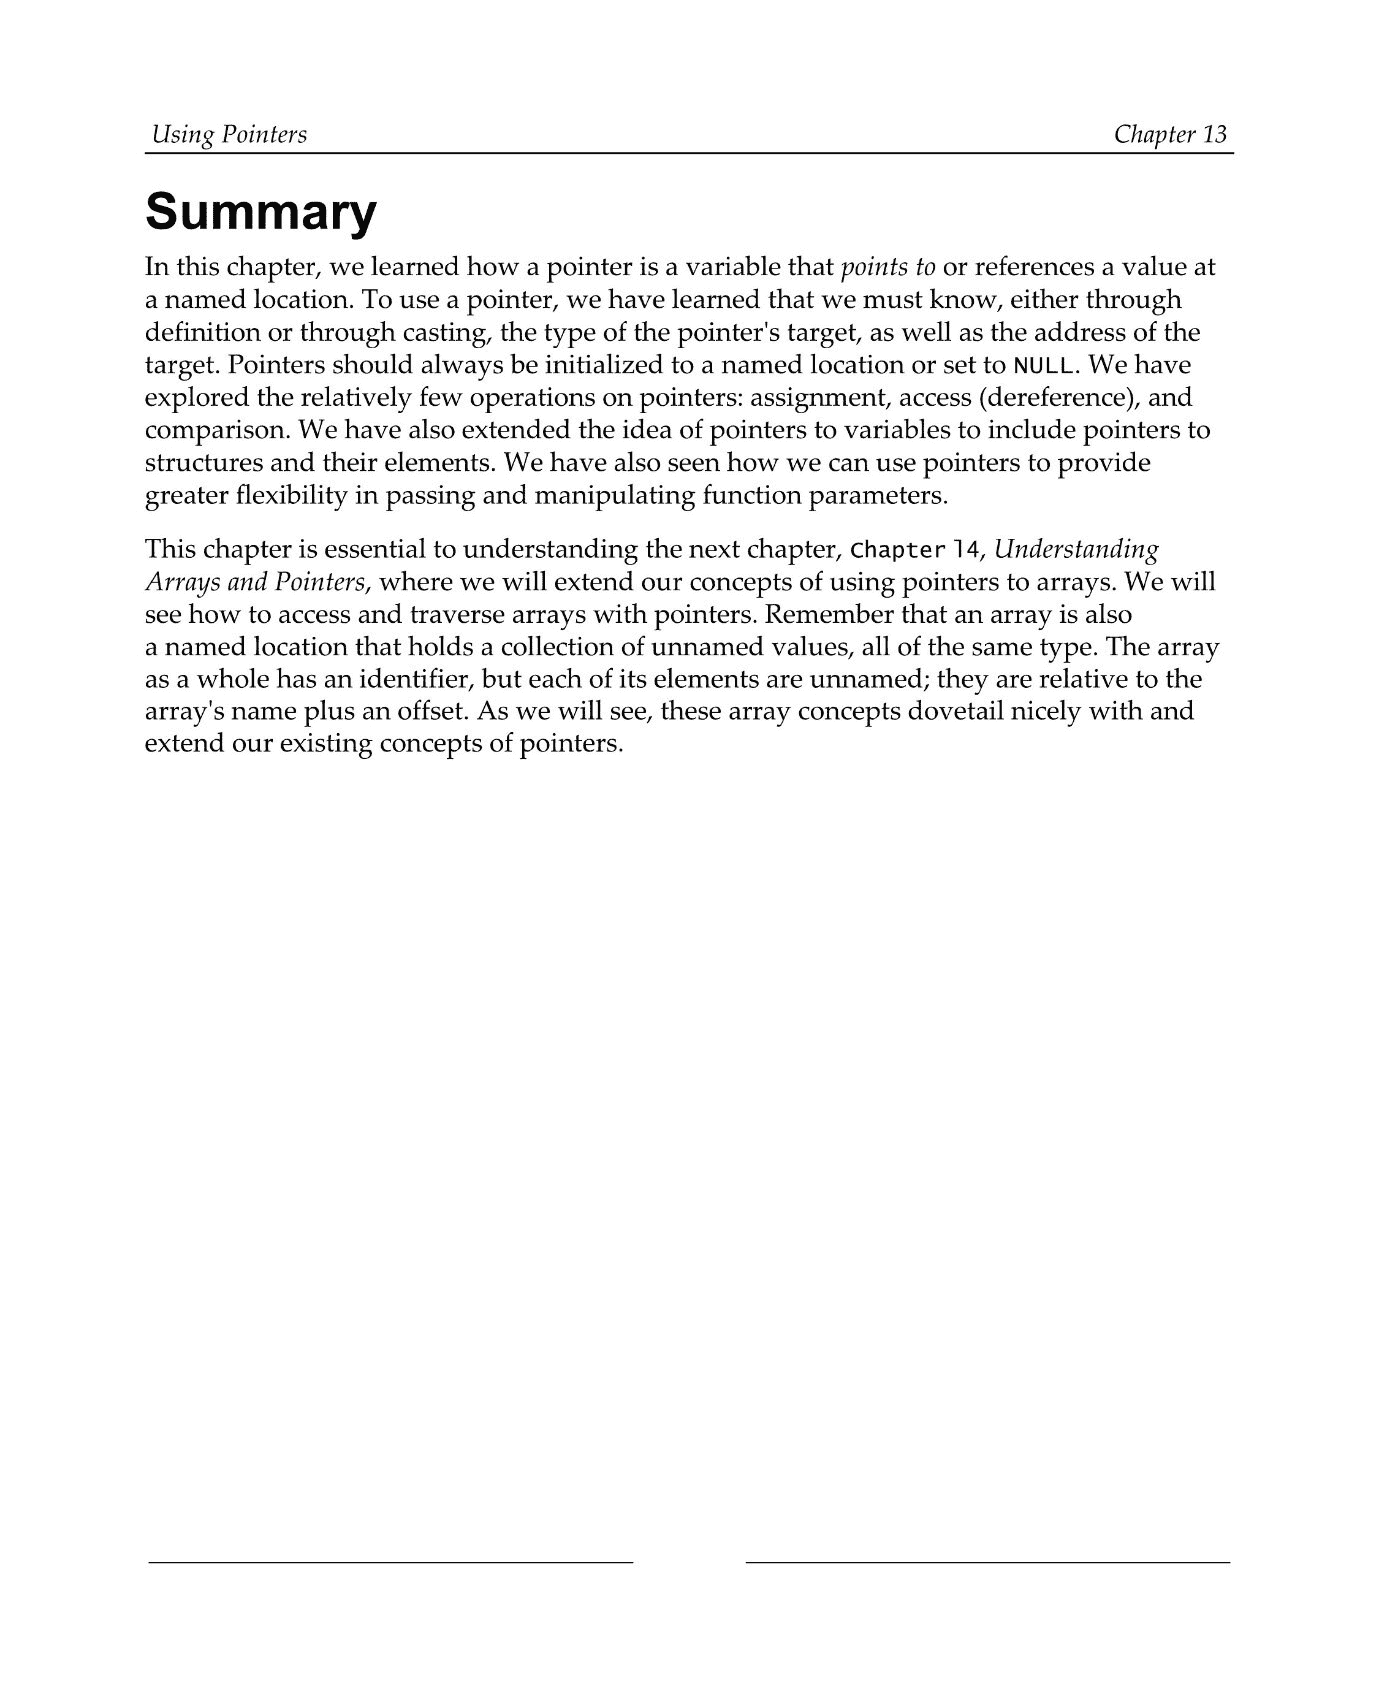 Using Pointers Chapter 13
Summary
In this chapter, we learned how a pointer is a variable that points to or references a value at
a named location. To use a pointer, we have learned that we must know, either through
definition or through casting, the type of the pointer's target, as well as the address of the
target. Pointers should always be initialized to a named location or set to NULL. We have
explored the relatively few operations on pointers: assignment, access (dereference), and
comparison. We have also extended the idea of pointers to variables to include pointers to
structures and their elements. We have also seen how we can use pointers to provide
greater flexibility in passing and manipulating function parameters.
This chapter is essential to understanding the next chapter, Chapter 14, Understanding
Arrays and Pointers, where we will extend our concepts of using pointers to arrays. We will
see how to access and traverse arrays with pointers. Remember that an array is also
a named location that holds a collection of unnamed values, all of the same type. The array
as a whole has an identifier, but each of its elements are unnamed; they are relative to the
array's name plus an offset. As we will see, these array concepts dovetail nicely with and
extend our existing concepts of pointers.